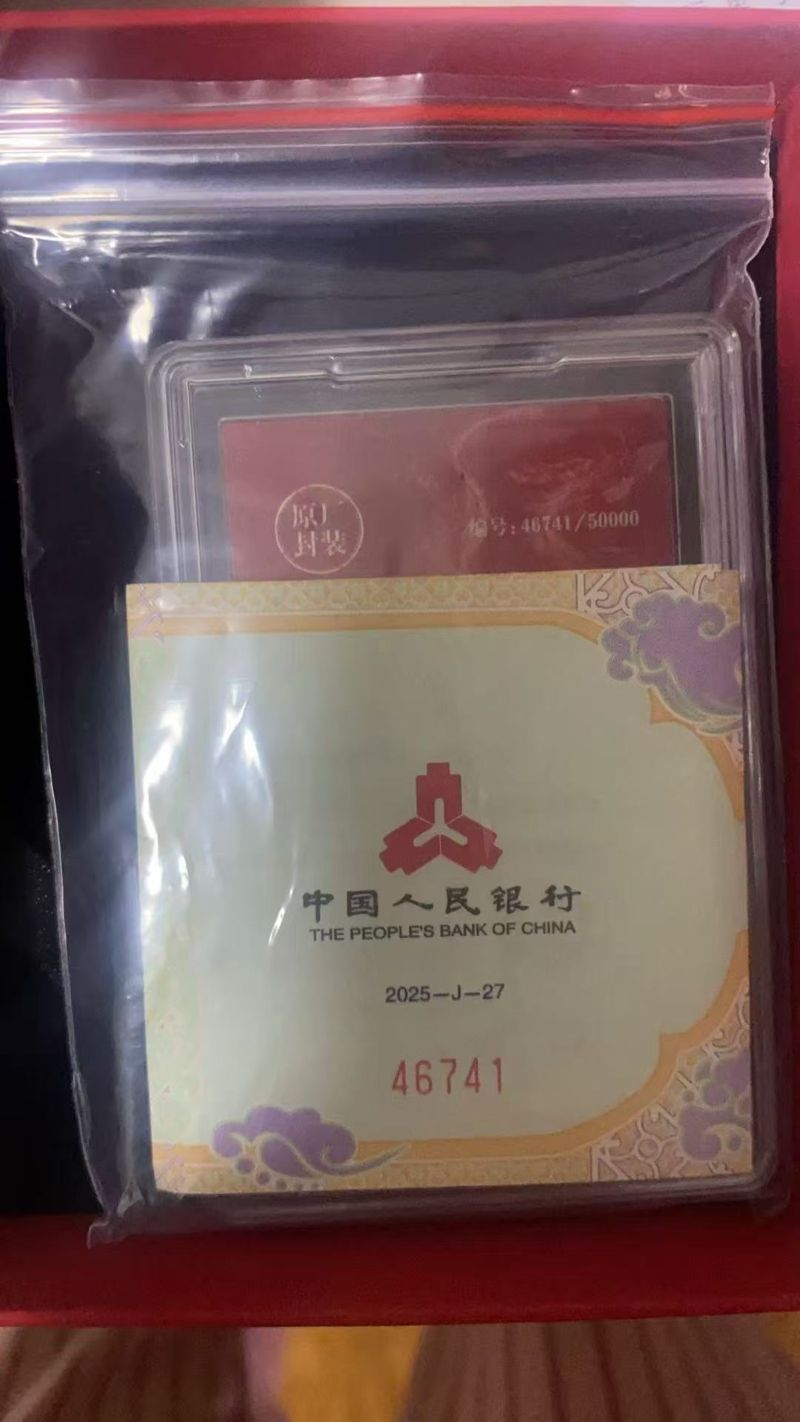 原厂
封装
编号:46741/50000
中国人民银行
THE PEOPLE'S BANK OF CHINA
2025-J-27
46741